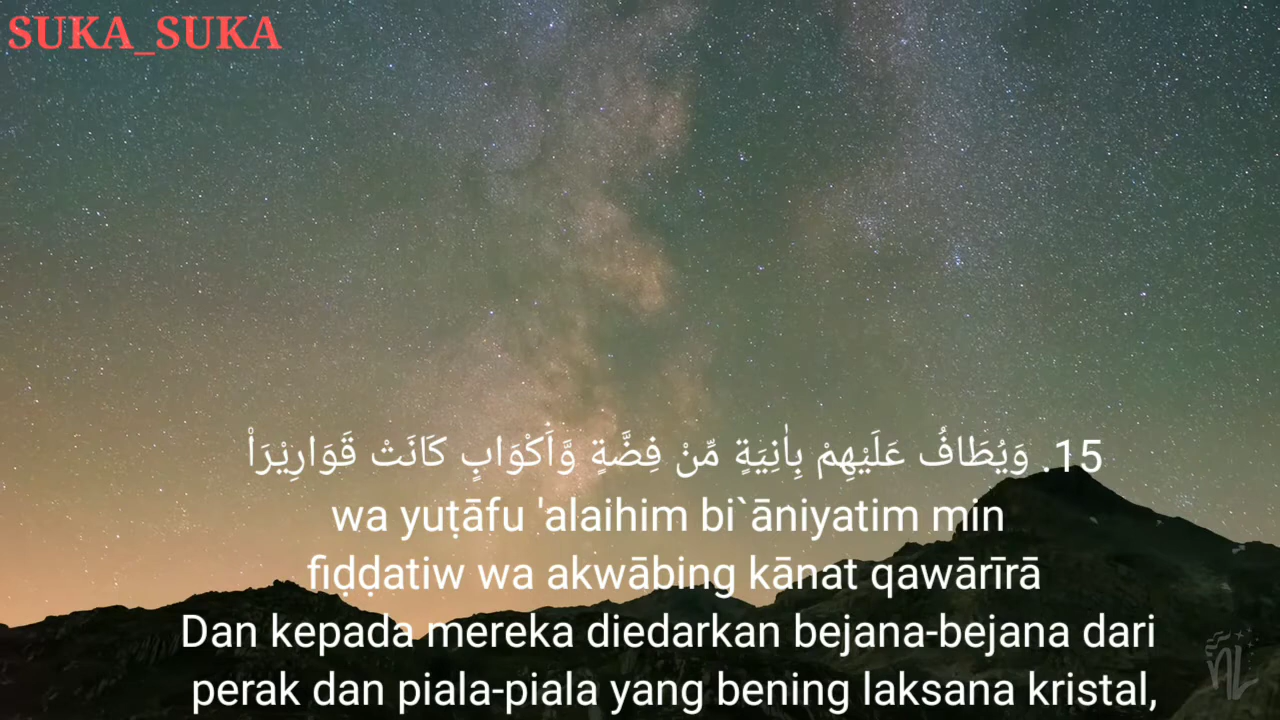 SUKA_SUKA
15. وَيُطَافُ عَلَيْهِمْ بِاٰنِيَةٍ مِّنْ فِضَّةٍ وَّاَكْوَابٍ كَانَتْ قَوَارِيْرَا۠
wa yuṭāfu 'alaihim bi`āniyatim min
fiḍḍatiw wa akwābing kānat qawārīrā
Dan kepada mereka diedarkan bejana-bejana dari
perak dan piala-piala yang bening laksana kristal,